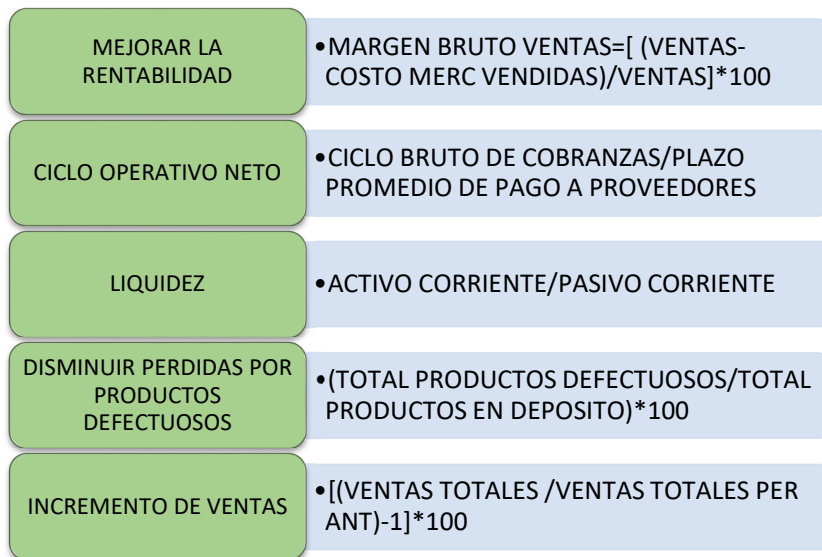 MEJORAR LA
RENTABILIDAD
•MARGEN BRUTO VENTAS=[ (VENTAS-
COSTO MERC VENDIDAS)/VENTAS]*100
CICLO OPERATIVO NETO
•CICLO BRUTO DE COBRANZAS/PLAZO
PROMEDIO DE PAGO A PROVEEDORES
LIQUIDEZ
•ACTIVO CORRIENTE/PASIVO CORRIENTE
DISMINUIR PERDIDAS POR
PRODUCTOS
DEFECTUOSOS
•(TOTAL PRODUCTOS DEFECTUOSOS/TOTAL
PRODUCTOS EN DEPOSITO)*100
INCREMENTO DE VENTAS
•[(VENTAS TOTALES /VENTAS TOTALES PER
ANT)-1]*100